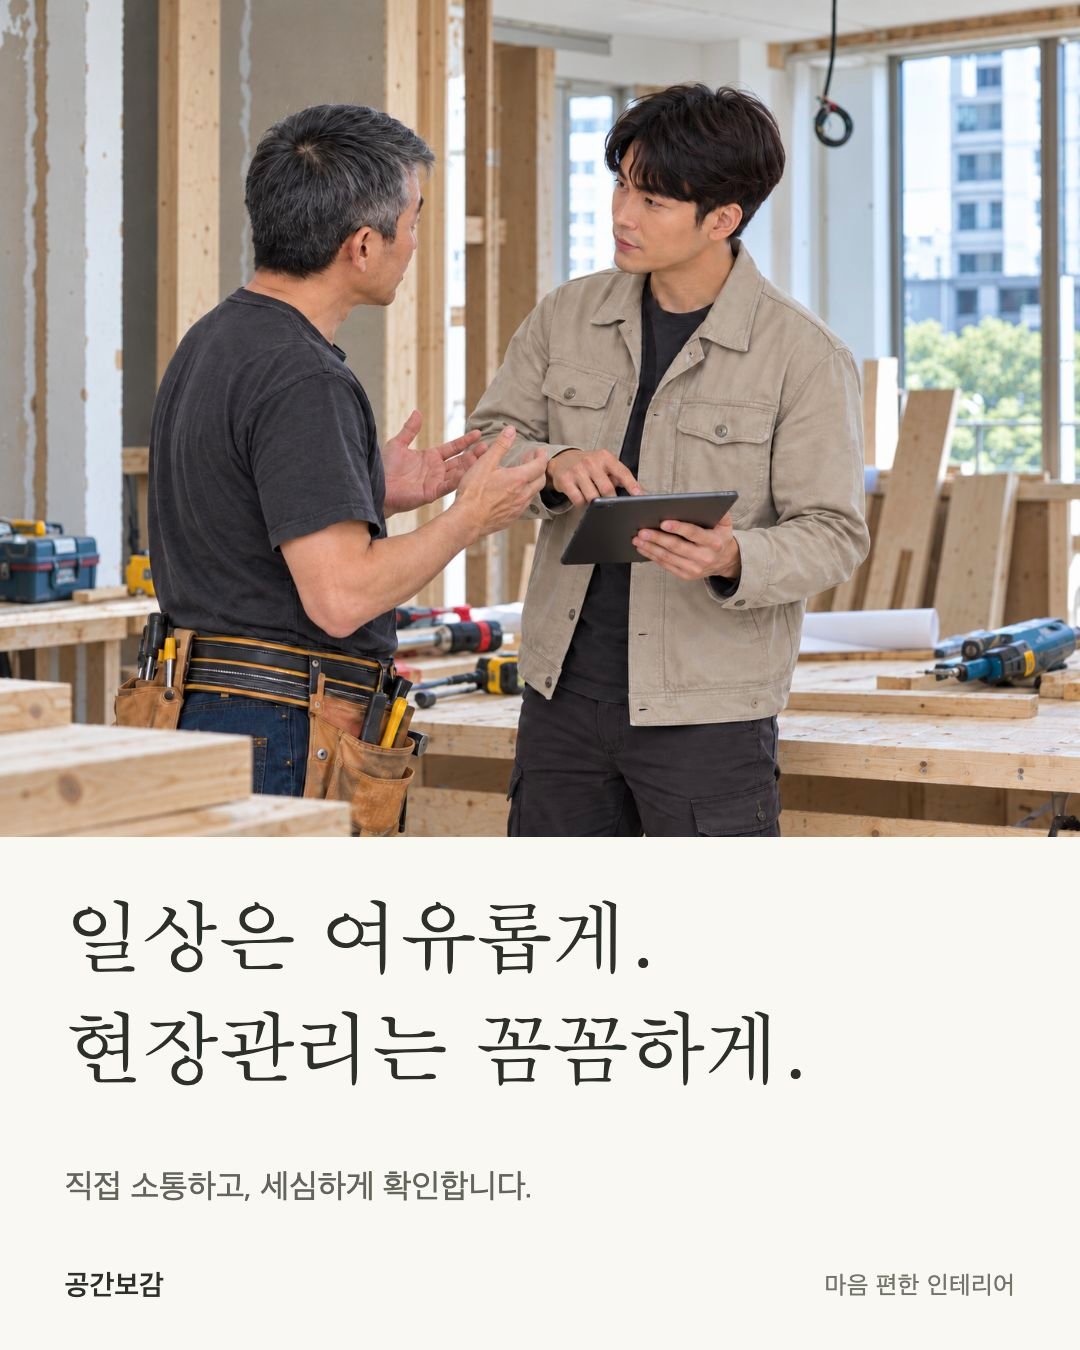 일상은 여유롭게.
현장관리는 꼼꼼하게.
직접 소통하고, 세심하게 확인합니다.
공간보감
마음 편한 인테리어